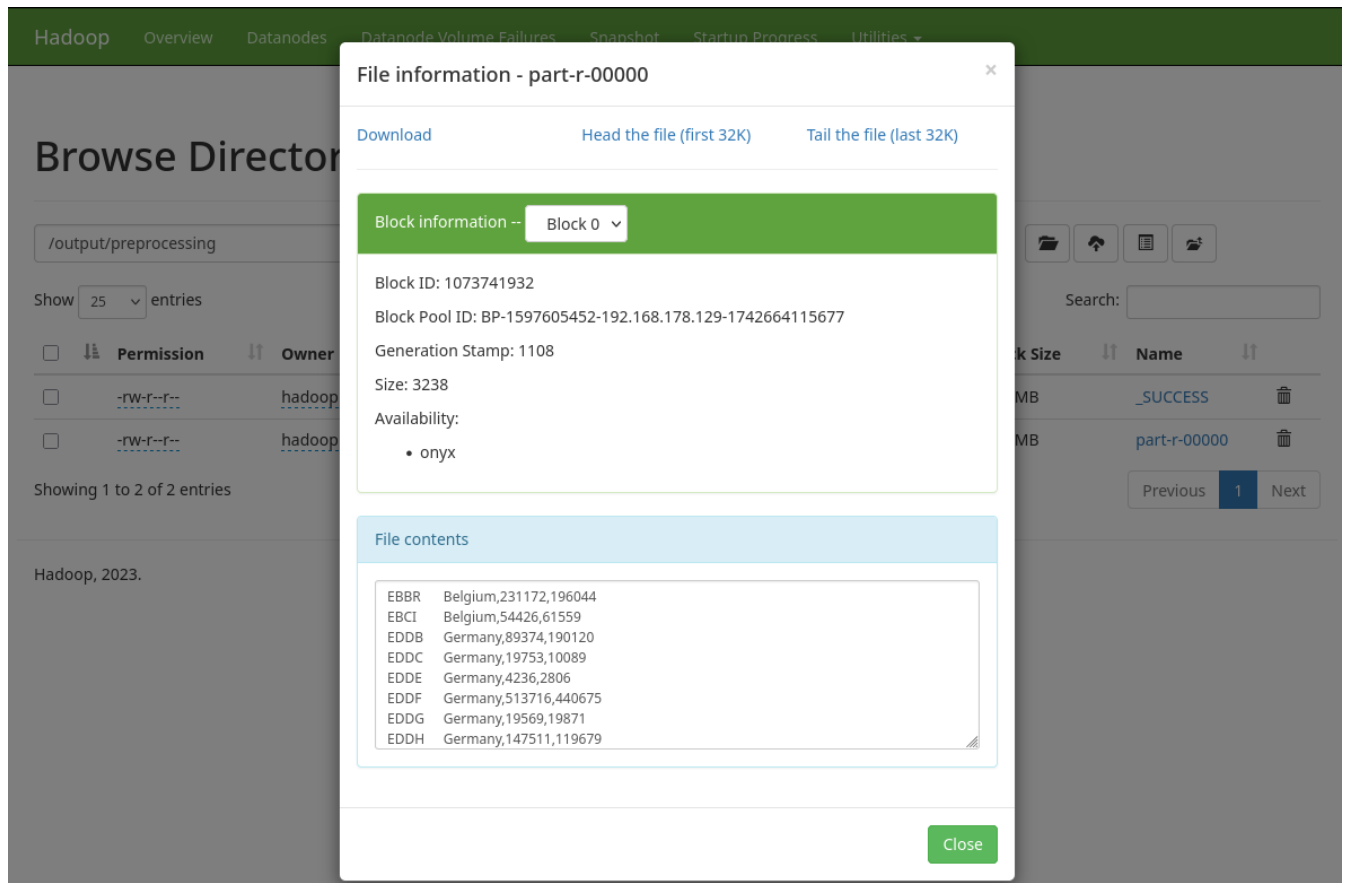 Hadoop Overview Datanodes Datanode Volume Failures Snapshot Startup Progress Utilities
File information - part-r-00000 ×
Download Head the file (first 32K) Tail the file (last 32K)
Browse Director
Block information -- Block 0
/output/preprocessing
Block ID: 1073741932
Show 25 entries Search:
Block Pool ID: BP-1597605452-192.168.178.129-1742664115677
Permission Owner k Size Name
Generation Stamp: 1108
Size: 3238
-rw-r--r-- hadoop MB _SUCCESS
Availability:
-rw-r--r-- hadoop MB part-r-00000
• onyx
Showing 1 to 2 of 2 entries Previous 1 Next
File contents
Hadoop, 2023.
EBBR Belgium,231172,196044
EBCI Belgium,54426,61559
EDDB Germany,89374,190120
EDDC Germany,19753,10089
EDDE Germany,4236,2806
EDDF Germany,513716,440675
EDDG Germany,19569,19871
EDDH Germany,147511,119679
Close